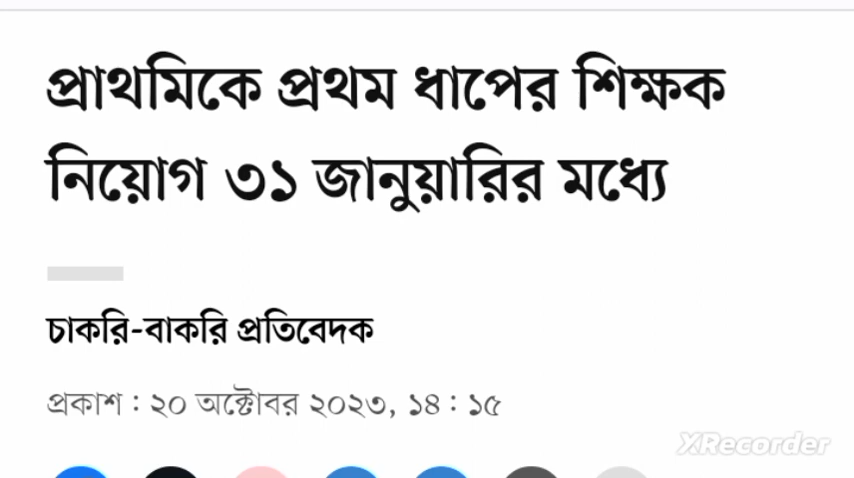 প্রাথমিকে প্রথম ধাপের শিক্ষক
নিয়োগ ৩১ জানুয়ারির মধ্যে
চাকরি-বাকরি প্রতিবেদক
প্রকাশ : ২০ অক্টোবর ২০২৩, ১৪ : ১৫
XRecorder